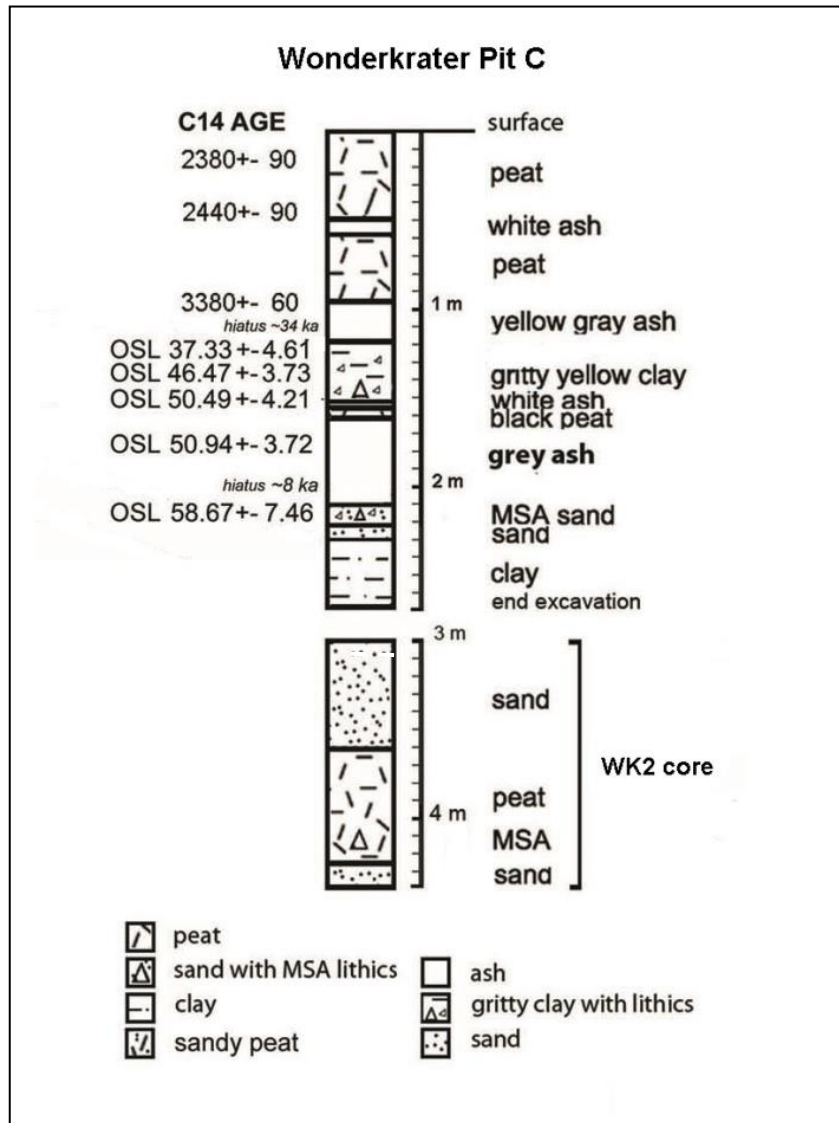 Wonderkrater Pit C
C14 AGE
surface
2380+- 90
peat
2440+- 90
white ash
peat
3380+- 60
1 m
hiatus ~34 ka
yellow gray ash
OSL 37.33+-4.61
OSL 46.47+-3.73
gritty yellow clay
OSL 50.49+-4.21
white ash
black peat
OSL 50.94+-3.72
grey ash
hiatus ~8 ka
2 m
OSL 58.67+-7.46
MSA sand
sand
clay
end excavation
3 m
sand
WK2 core
peat
4 m
MSA
sand
peat
sand with MSA lithics
ash
clay
gritty clay with lithics
sandy peat
sand